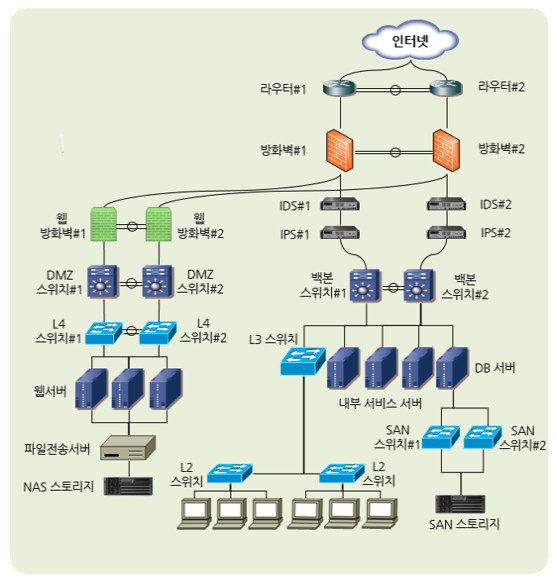 인터넷
라우터#1
라우터#2
방화벽#1
방화벽#2
IDS#1
IDS#2
IPS#1
IPS#2
웹
방화벽#1
웹
방화벽#2
DMZ
스위치#1
DMZ
스위치#2
백본
스위치#1
백본
스위치#2
L4
스위치#1
L4
스위치#2
L3 스위치
웹서버
내부 서비스 서버
DB 서버
파일전송서버
SAN
스위치#1
SAN
스위치#2
NAS 스토리지
L2
스위치
L2
스위치
SAN 스토리지